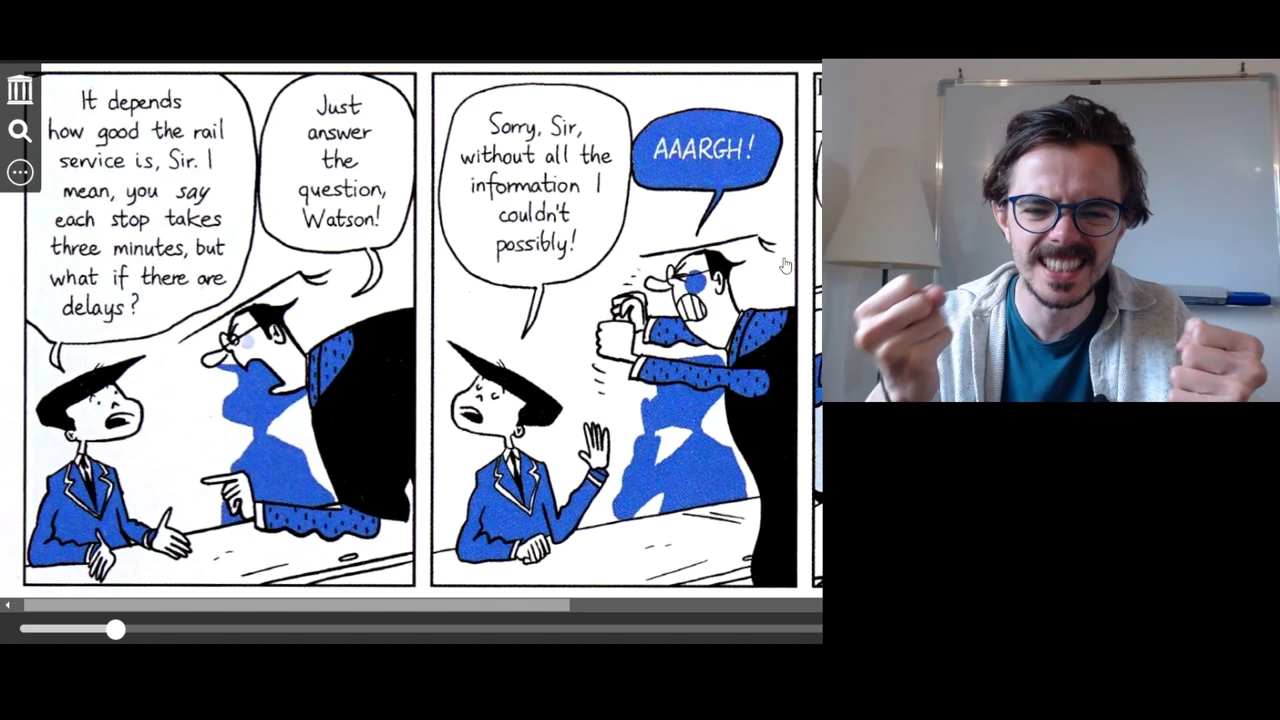 It depends
how good the rail
service is, Sir. I
mean, you say
each stop takes
three minutes, but
what if there are
delays?
Just
answer
the
question,
Watson!
Sorry, Sir,
without all the
information I
couldn't
possibly!
AAARGH!